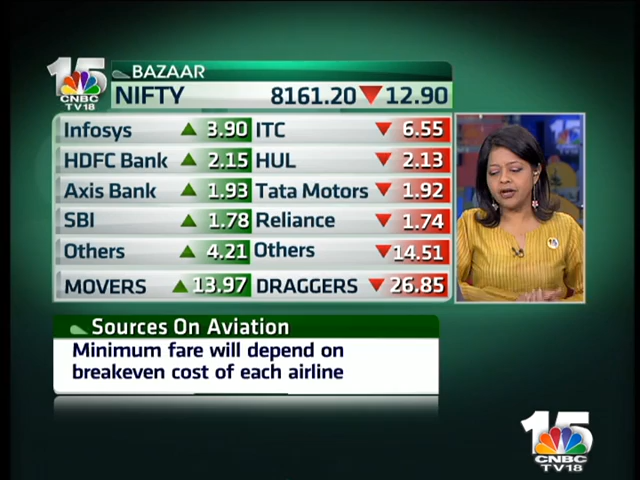 15
CNBC
TV18
BAZAAR
NIFTY 8161.20 ▼ 12.90
Infosys ▲ 3.90 ITC ▼ 6.55
HDFC Bank ▲ 2.15 HUL ▼ 2.13
Axis Bank ▲ 1.93 Tata Motors ▼ 1.92
SBI ▲ 1.78 Reliance ▼ 1.74
Others ▲ 4.21 Others ▼ 14.51
MOVERS ▲ 13.97 DRAGGERS ▼ 26.85
15
Sources On Aviation
Minimum fare will depend on
breakeven cost of each airline
15
CNBC
TV18